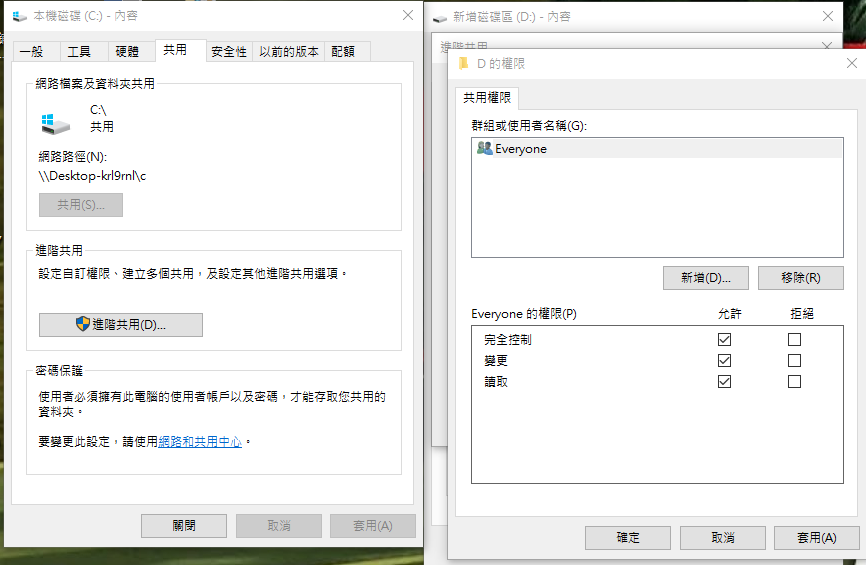 本機磁碟 (C:) - 內容
一般
工具
硬體
共用
安全性
以前的版本
配額
網路檔案及資料夾共用
C:\
共用
網路路徑(N):
\\Desktop-krl9rnl\c
共用(S)...
進階共用
設定自訂權限、建立多個共用，及設定其他進階共用選項。
進階共用(D)...
密碼保護
使用者必須擁有此電腦的使用者帳戶以及密碼，才能存取您共用的
資料夾。
要變更此設定，請使用網路和共用中心。
關閉
取消
套用(A)
新增磁碟區 (D:) - 內容
進階共用
D 的權限
共用權限
群組或使用者名稱(G):
Everyone
新增(D)...
移除(R)
Everyone 的權限(P)
允許
拒絕
完全控制
變更
讀取
確定
取消
套用(A)